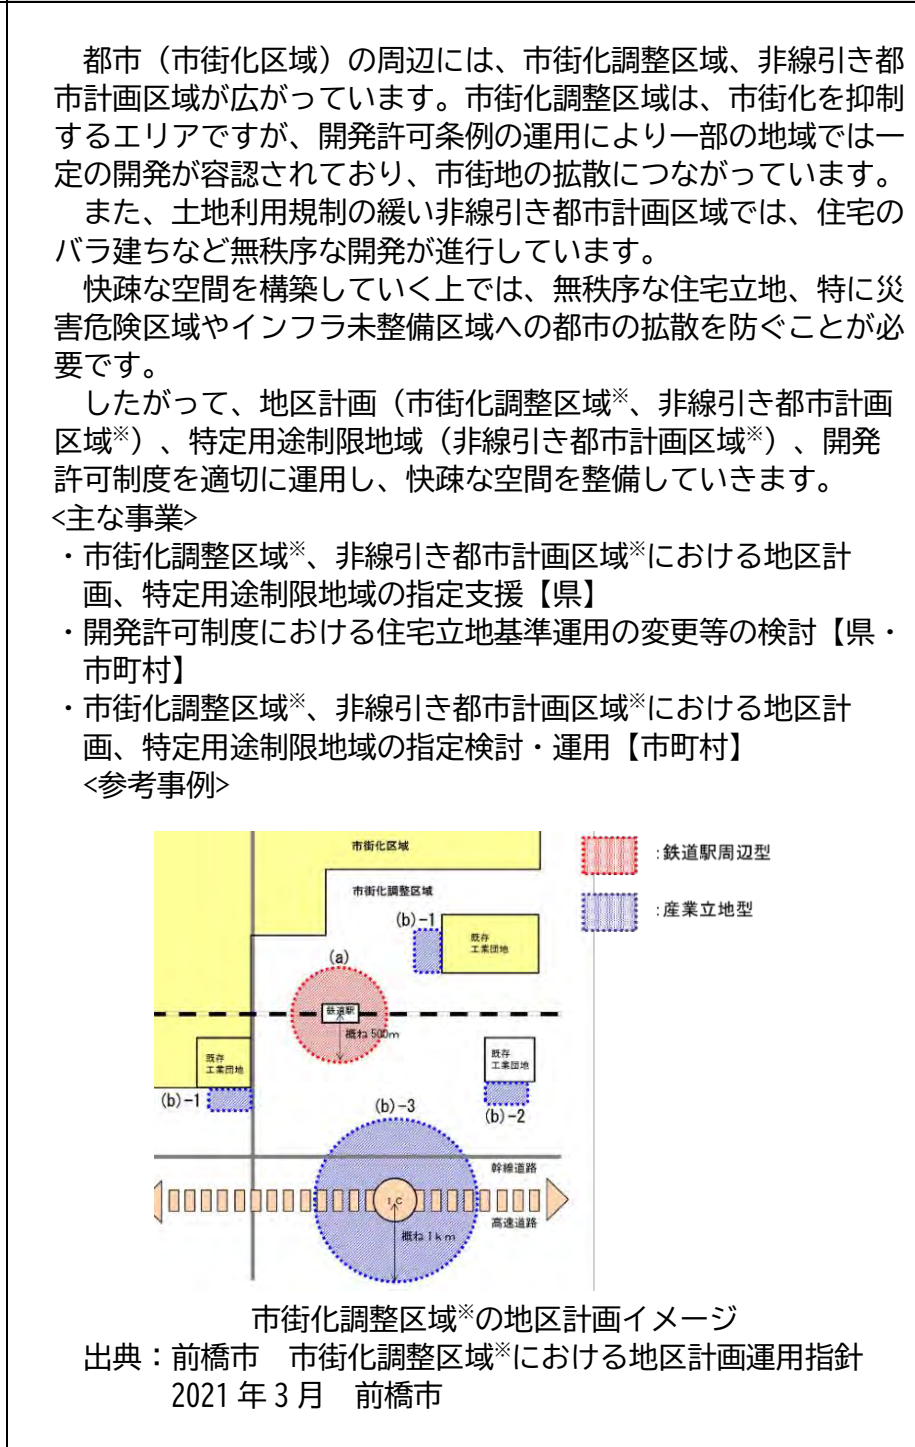 都市（市街化区域）の周辺には、市街化調整区域、非線引き都
市計画区域が広がっています。市街化調整区域は、市街化を抑制
するエリアですが、開発許可条例の運用により一部の地域では一
定の開発が容認されており、市街地の拡散につながっています。
また、土地利用規制の緩い非線引き都市計画区域では、住宅の
バラ建ちなど無秩序な開発が進行しています。
快疎な空間を構築していく上では、無秩序な住宅立地、特に災
害危険区域やインフラ未整備区域への都市の拡散を防ぐことが必
要です。
したがって、地区計画（市街化調整区域※、非線引き都市計画
区域※）、特定用途制限地域（非線引き都市計画区域※）、開発
許可制度を適切に運用し、快疎な空間を整備していきます。
<主な事業>
・市街化調整区域※、非線引き都市計画区域※における地区計
画、特定用途制限地域の指定支援【県】
・開発許可制度における住宅立地基準運用の変更等の検討【県・
市町村】
・市街化調整区域※、非線引き都市計画区域※における地区計
画、特定用途制限地域の指定検討・運用【市町村】
<参考事例>
市街化区域
:鉄道駅周辺型
市街化調整区域
:産業立地型
(b)-1
既存
工業団地
(a)
鉄道駅
概ね500m
既存
工業団地
既存
工業団地
(b)-1
(b)-3
(b)-2
幹線道路
I.C
高速道路
概ね1km
市街化調整区域※の地区計画イメージ
出典：前橋市　市街化調整区域※における地区計画運用指針
2021年3月　前橋市